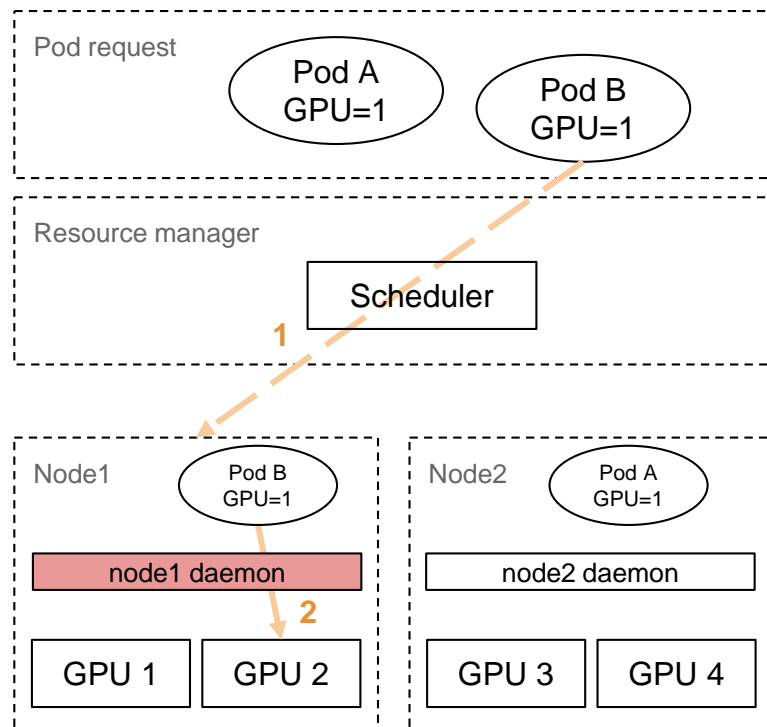 Pod request
Pod A
GPU=1
Pod B
GPU=1
Resource manager
Scheduler
1
Node1
Pod B
GPU=1
node1 daemon
2
GPU 1
GPU 2
Node2
Pod A
GPU=1
node2 daemon
GPU 3
GPU 4